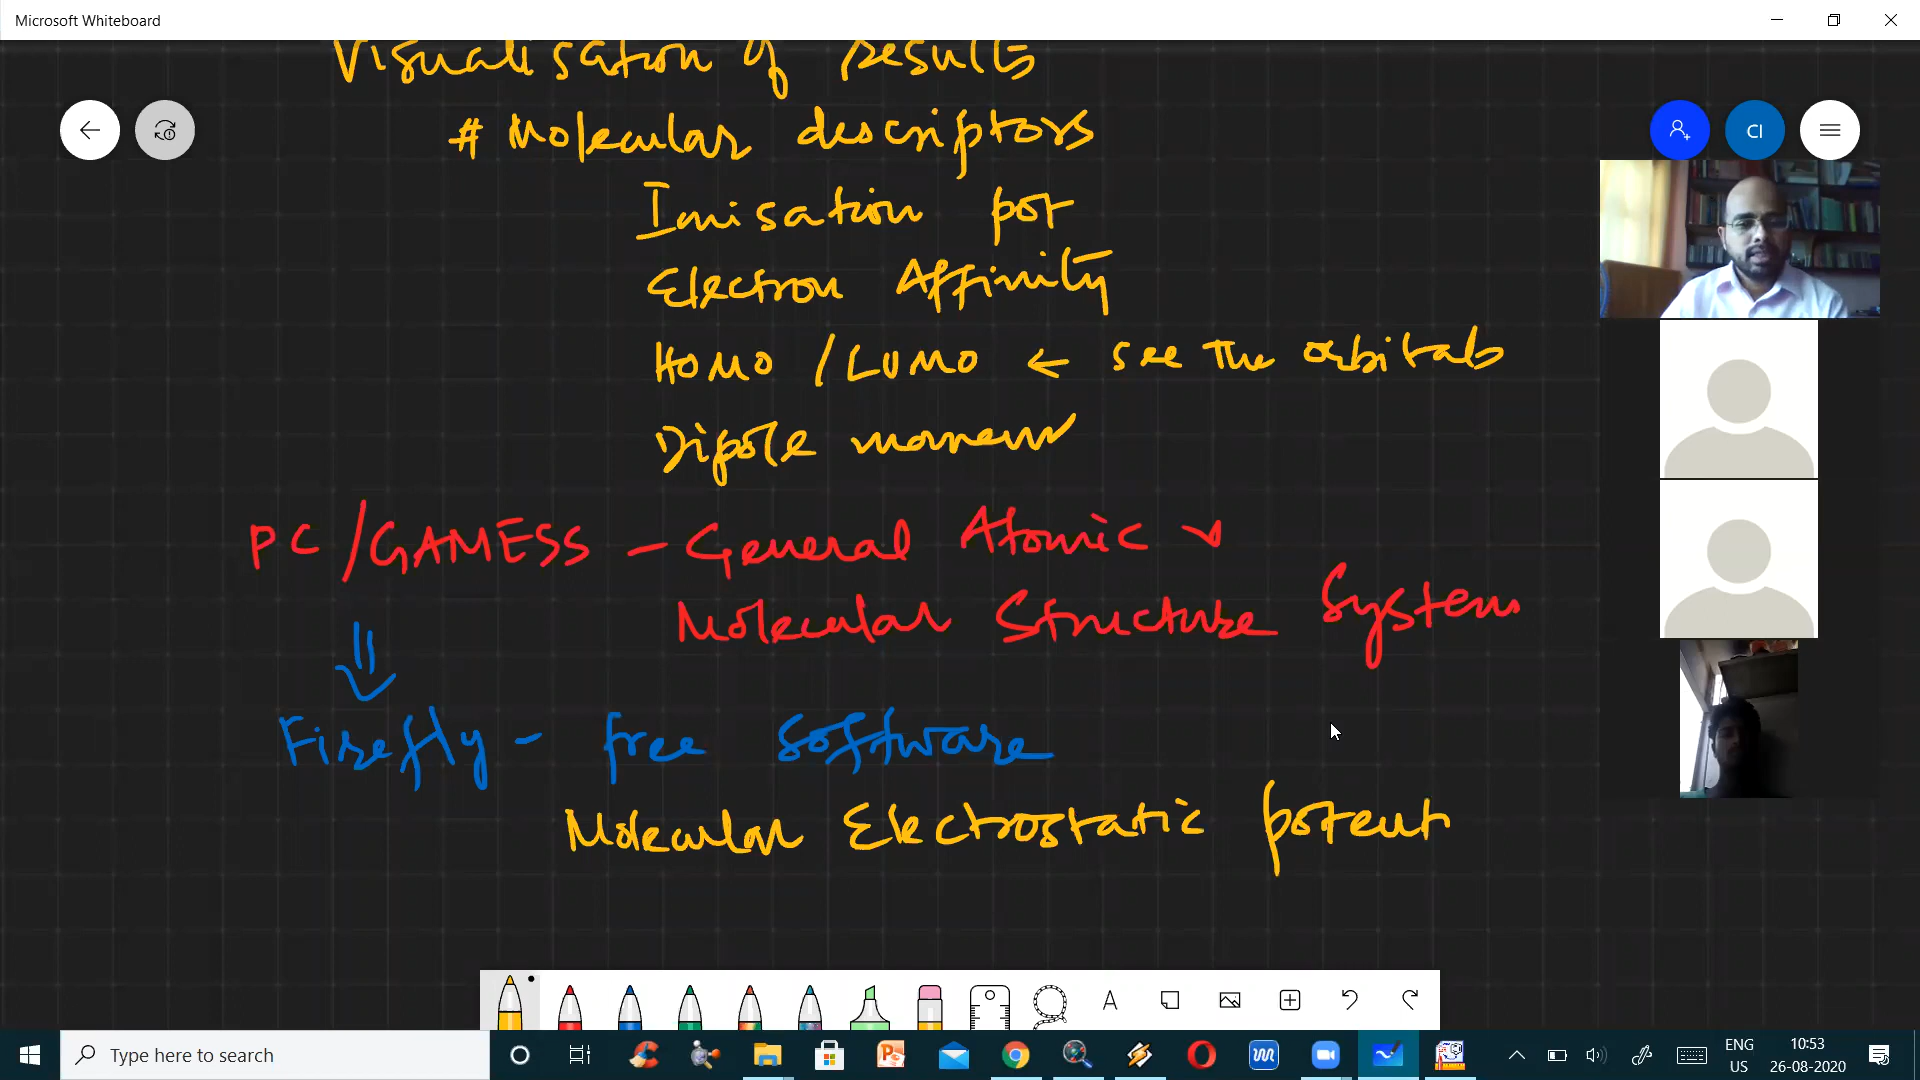 Microsoft Whiteboard
Visualisation of results
# Molecular descriptors
Ionisation pot
Electron Affinity
HOMO / LUMO ← see the orbitals
Dipole moment
PC / GAMESS - General Atomic &
Molecular Structure System
⇓
Firefly - free software
Molecular Electrostatic potent
CI
A
Type here to search
ENG
US
10:53
26-08-2020